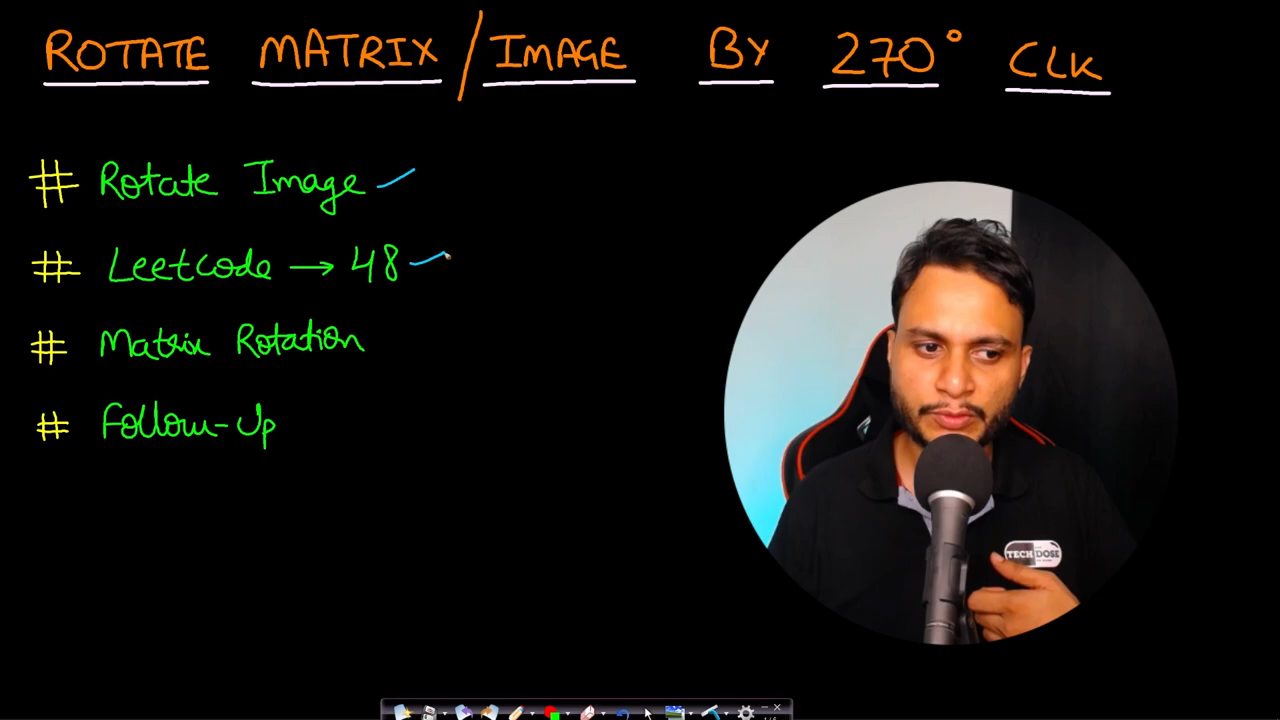 ROTATE MATRIX / IMAGE BY 270° CLK
# Rotate Image
# Leetcode → 48
# Matrix Rotation
# Follow-Up
TECH DOSE